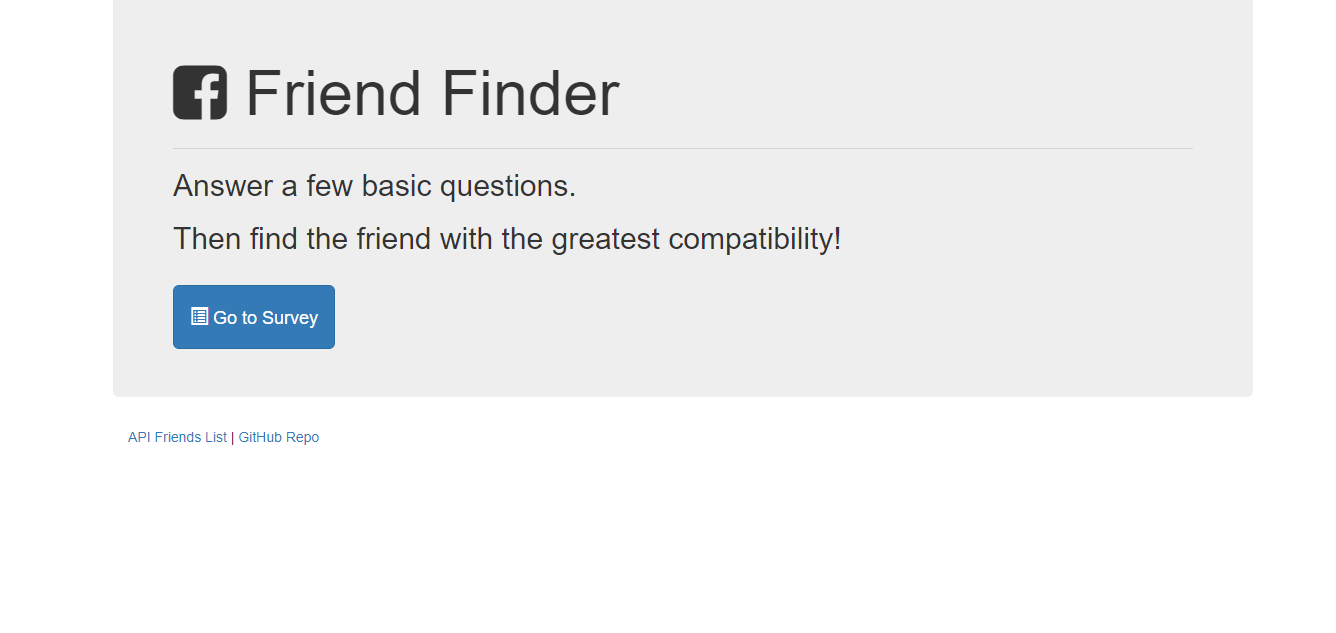 Friend Finder
Answer a few basic questions.
Then find the friend with the greatest compatibility!
Go to Survey
API Friends List | GitHub Repo